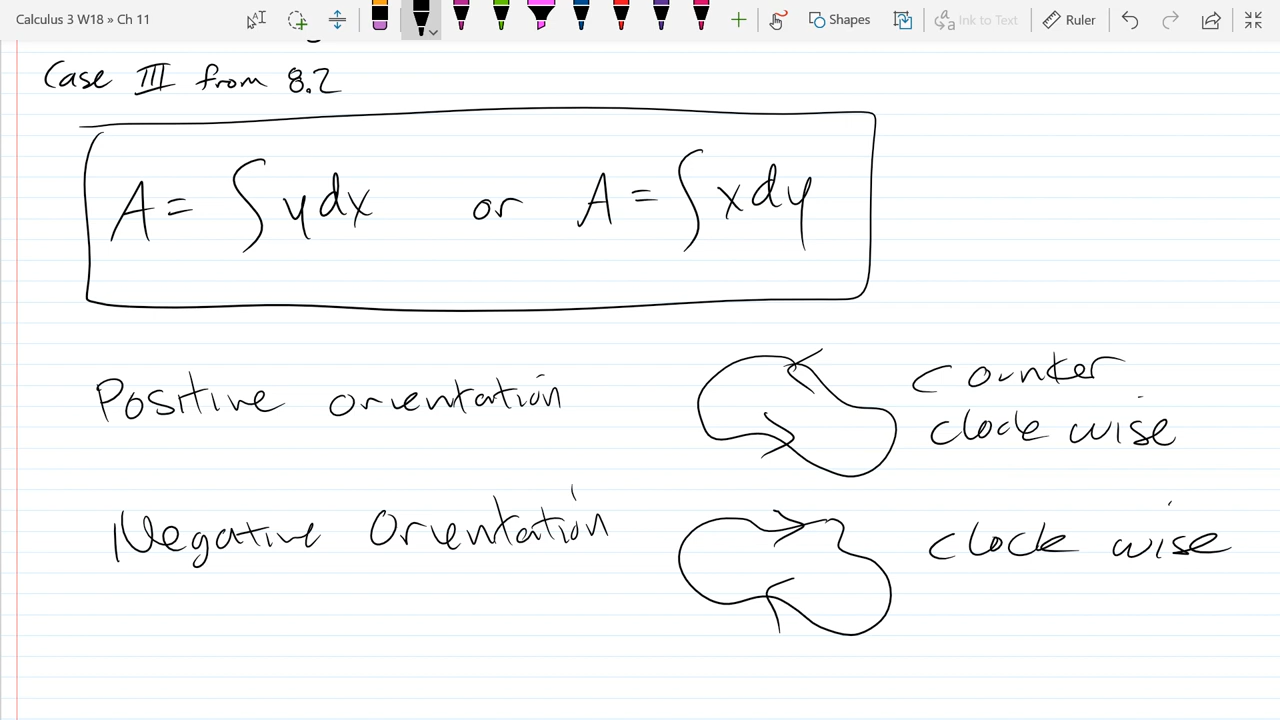 Calculus 3 W18 » Ch 11
Shapes
Ink to Text
Ruler
Case III from 8.2
A = ∫ y dx or A = ∫ x dy
Positive orientation
counter
clock wise
Negative Orientation
clock wise